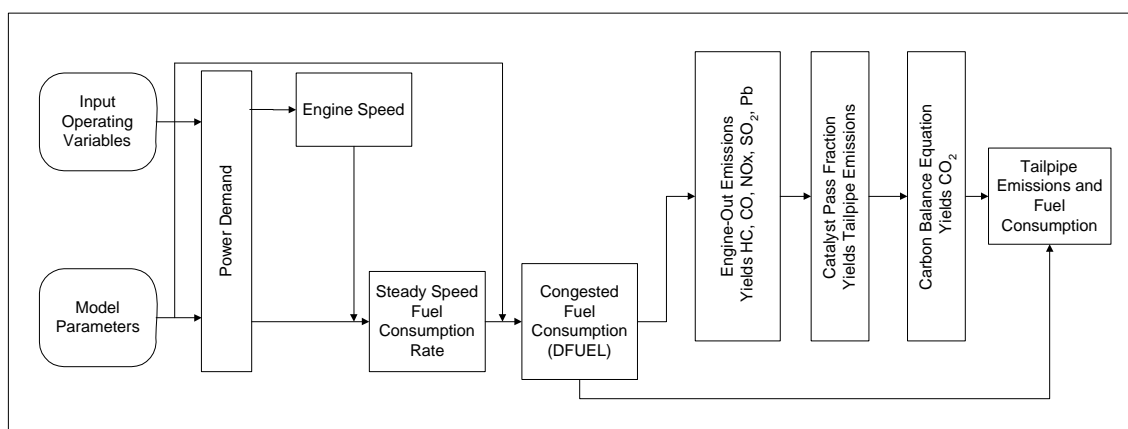 Input
Operating
Variables
Model
Parameters
Power Demand
Engine Speed
Steady Speed
Fuel
Consumption
Rate
Congested
Fuel
Consumption
(DFUEL)
Engine-Out Emissions
Yields HC, CO, NOx, SO₂, Pb
Catalyst Pass Fraction
Yields Tailpipe Emissions
Carbon Balance Equation
Yields CO₂
Tailpipe
Emissions and
Fuel
Consumption